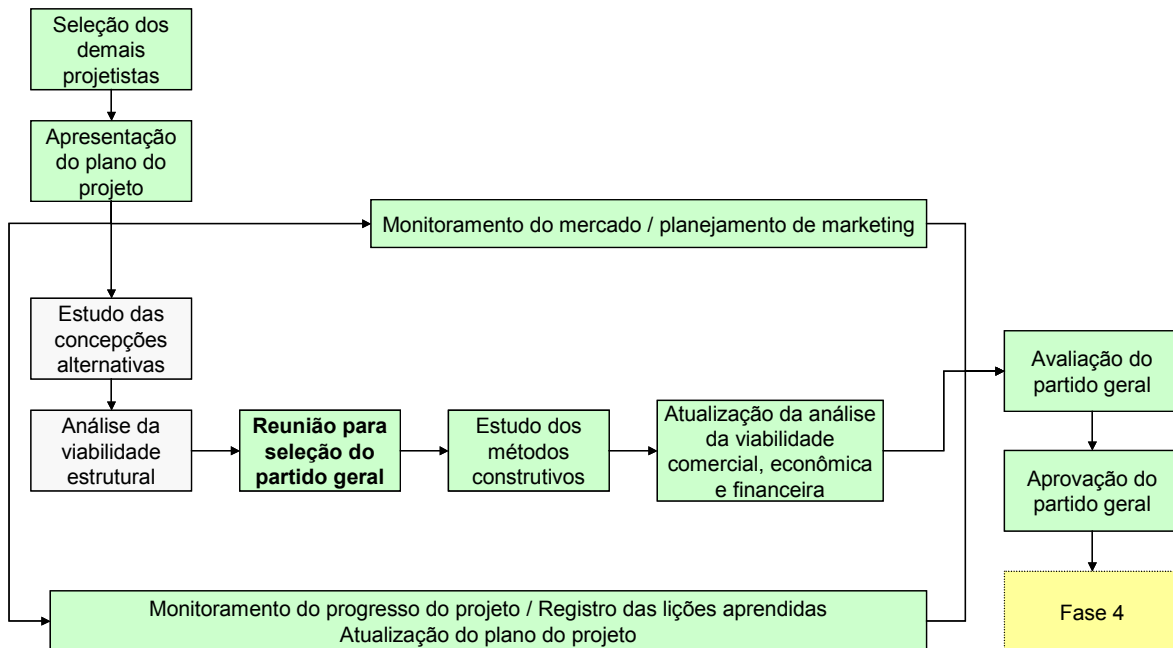 Seleção dos
demais
projetistas
Apresentação
do plano do
projeto
Monitoramento do mercado / planejamento de marketing
Estudo das
concepções
alternativas
Análise da
viabilidade
estrutural
Reunião para
seleção do
partido geral
Estudo dos
métodos
construtivos
Atualização da análise
da viabilidade
comercial, econômica
e financeira
Avaliação do
partido geral
Aprovação do
partido geral
Monitoramento do progresso do projeto / Registro das lições aprendidas
Atualização do plano do projeto
Fase 4